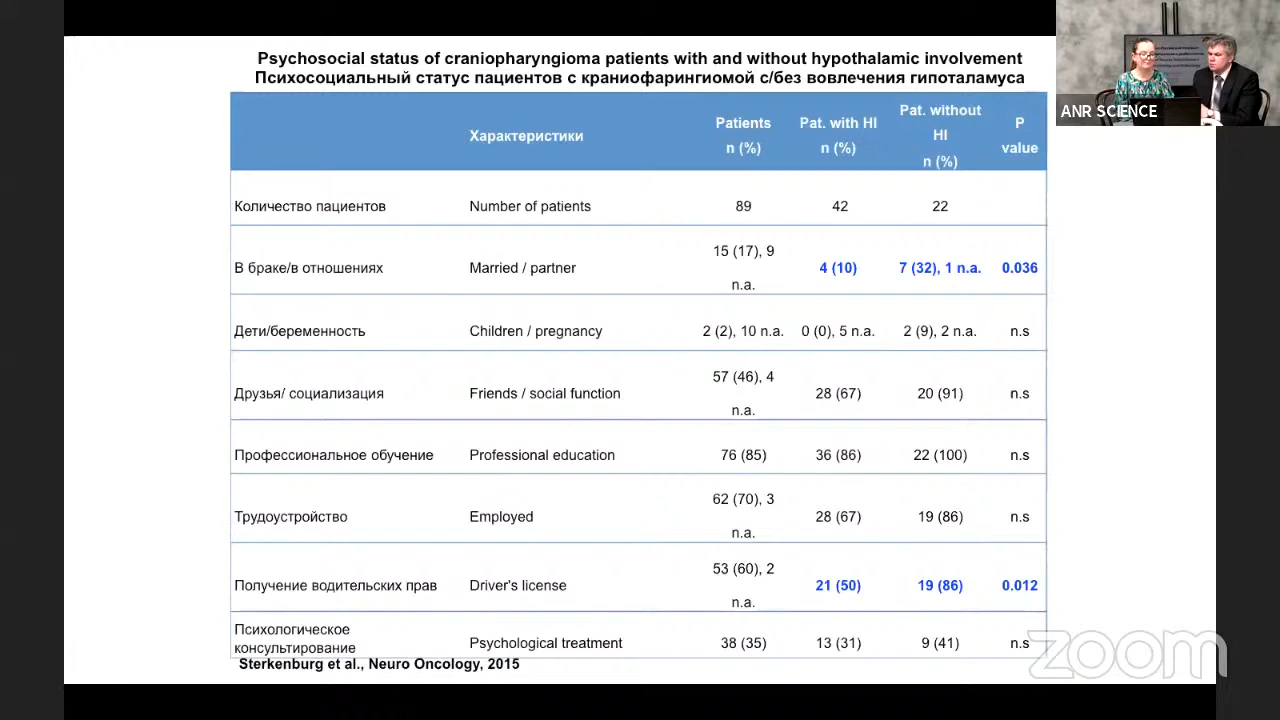 Psychosocial status of craniopharyngioma patients with and without hypothalamic involvement
Психосоциальный статус пациентов с краниофарингиомой с/без вовлечения гипоталамуса
Характеристики
Patients
n (%)
Pat. with HI
n (%)
Pat. without
HI
n (%)
P
value
Количество пациентов Number of patients 89 42 22
В браке/в отношениях Married / partner 15 (17), 9
n.a.
4 (10) 7 (32), 1 n.a. 0.036
Дети/беременность Children / pregnancy 2 (2), 10 n.a. 0 (0), 5 n.a. 2 (9), 2 n.a. n.s
Друзья/ социализация Friends / social function 57 (46), 4
n.a.
28 (67) 20 (91) n.s
Профессиональное обучение Professional education 76 (85) 36 (86) 22 (100) n.s
Трудоустройство Employed 62 (70), 3
n.a.
28 (67) 19 (86) n.s
Получение водительских прав Driver's license 53 (60), 2
n.a.
21 (50) 19 (86) 0.012
Психологическое
консультирование Psychological treatment 38 (35) 13 (31) 9 (41) n.s
Sterkenburg et al., Neuro Oncology, 2015
ANR SCIENCE
zoom